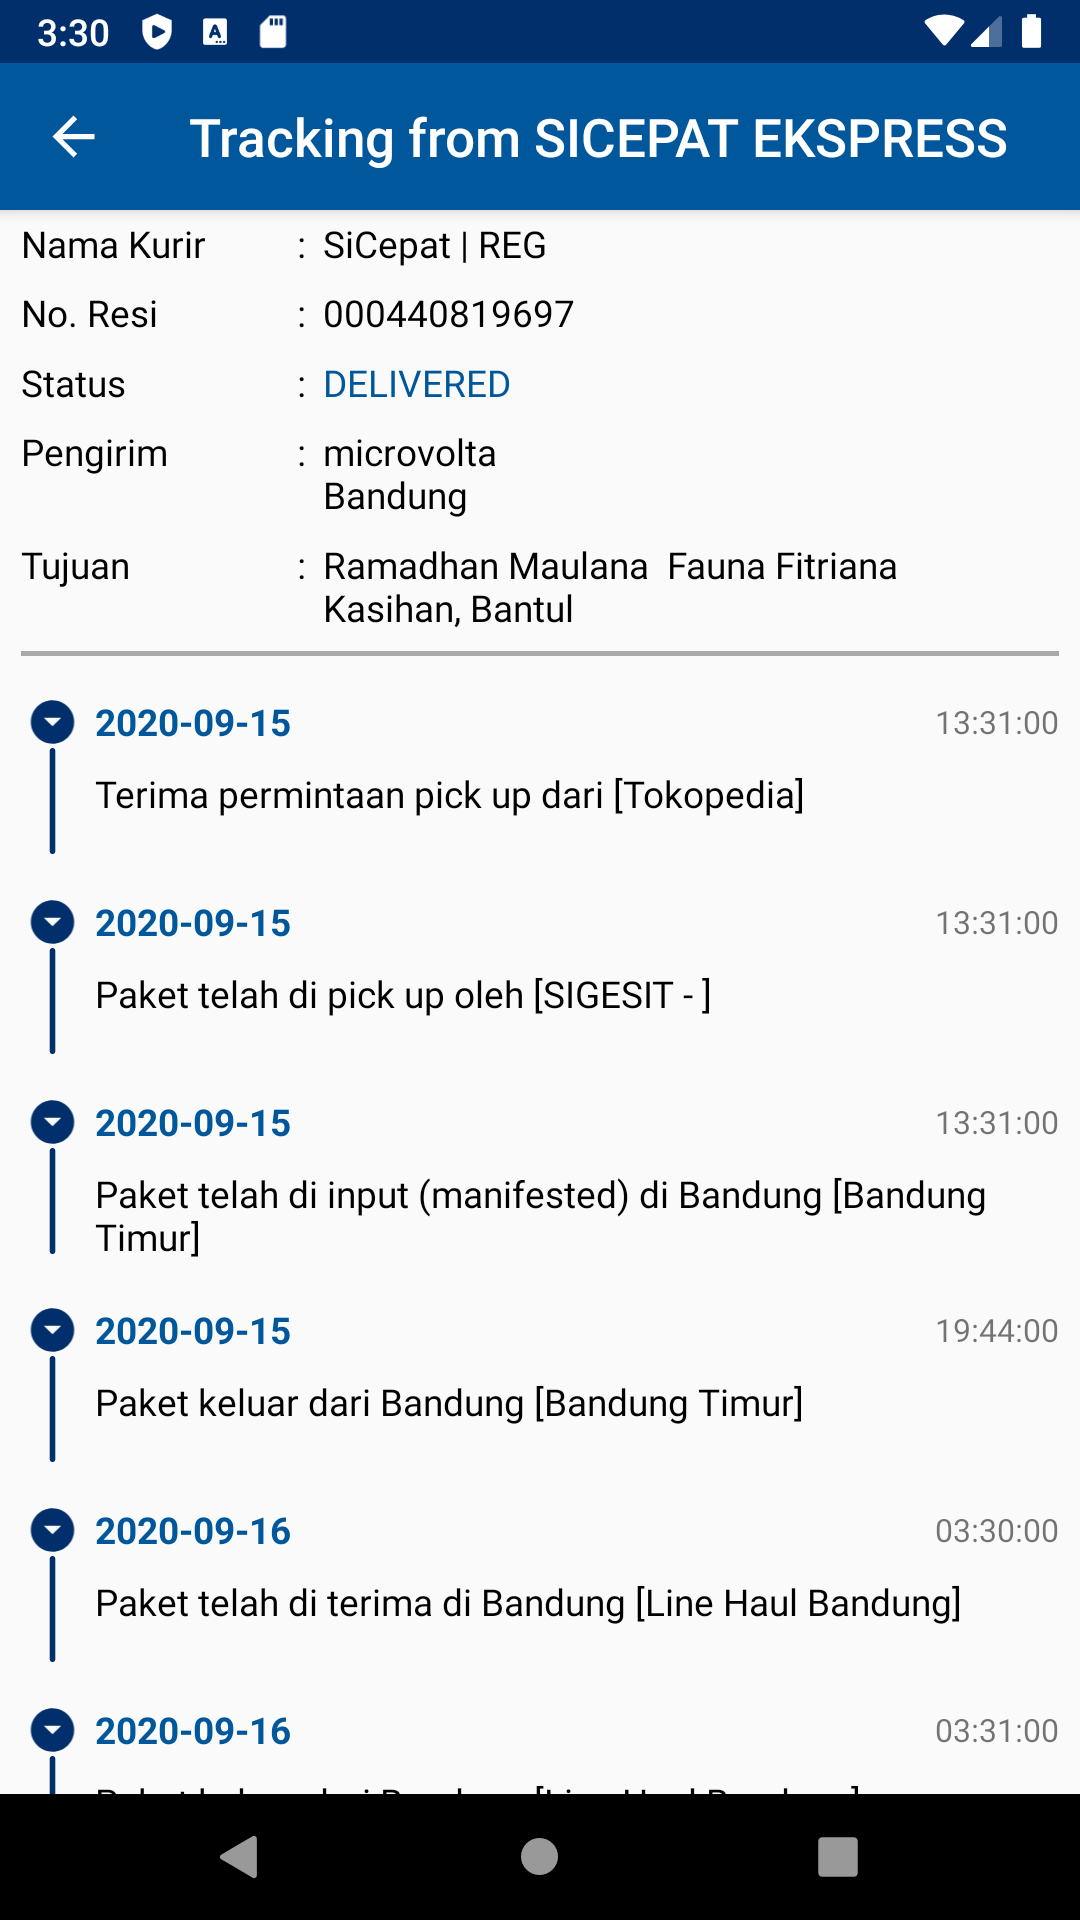 3:30
Tracking from SICEPAT EKSPRESS
Nama Kurir : SiCepat | REG
No. Resi : 000440819697
Status : DELIVERED
Pengirim : microvolta
Bandung
Tujuan : Ramadhan Maulana  Fauna Fitriana
Kasihan, Bantul
2020-09-15 13:31:00
Terima permintaan pick up dari [Tokopedia]
2020-09-15 13:31:00
Paket telah di pick up oleh [SIGESIT - ]
2020-09-15 13:31:00
Paket telah di input (manifested) di Bandung [Bandung
Timur]
2020-09-15 19:44:00
Paket keluar dari Bandung [Bandung Timur]
2020-09-16 03:30:00
Paket telah di terima di Bandung [Line Haul Bandung]
2020-09-16 03:31:00